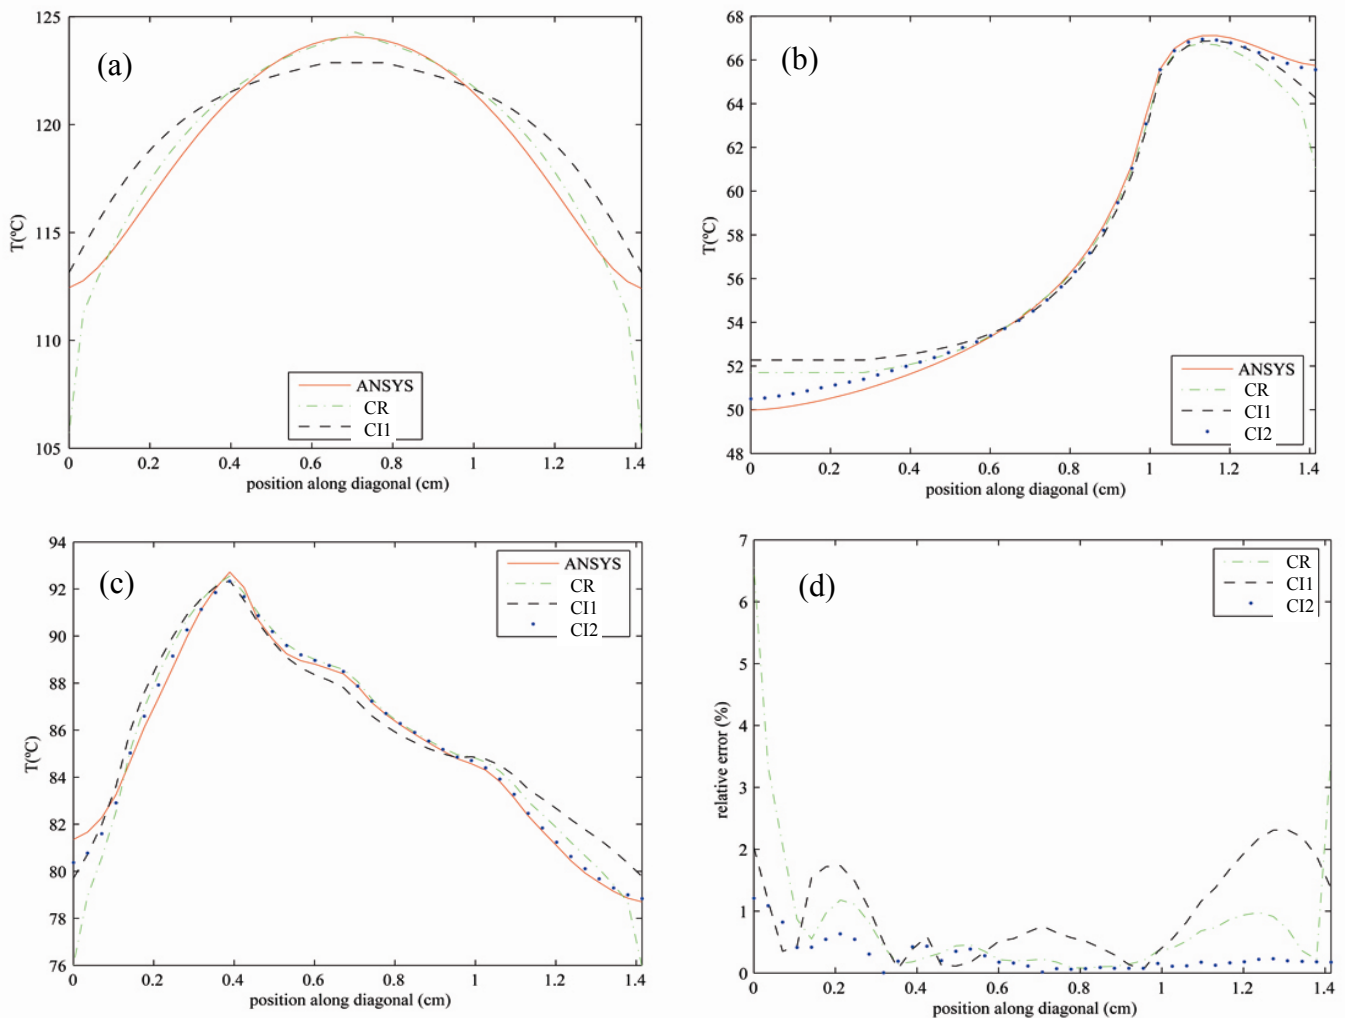 (a)
T(ºC)
125
120
115
110
105
0 0.2 0.4 0.6 0.8 1 1.2 1.4
position along diagonal (cm)
ANSYS
CR
CI1
(b)
T(ºC)
68
66
64
62
60
58
56
54
52
50
48
0 0.2 0.4 0.6 0.8 1 1.2 1.4
position along diagonal (cm)
ANSYS
CR
CI1
CI2
(c)
T(ºC)
94
92
90
88
86
84
82
80
78
76
0 0.2 0.4 0.6 0.8 1 1.2 1.4
position along diagonal (cm)
ANSYS
CR
CI1
CI2
(d)
relative error (%)
7
6
5
4
3
2
1
0
0 0.2 0.4 0.6 0.8 1 1.2 1.4
position along diagonal (cm)
CR
CI1
CI2